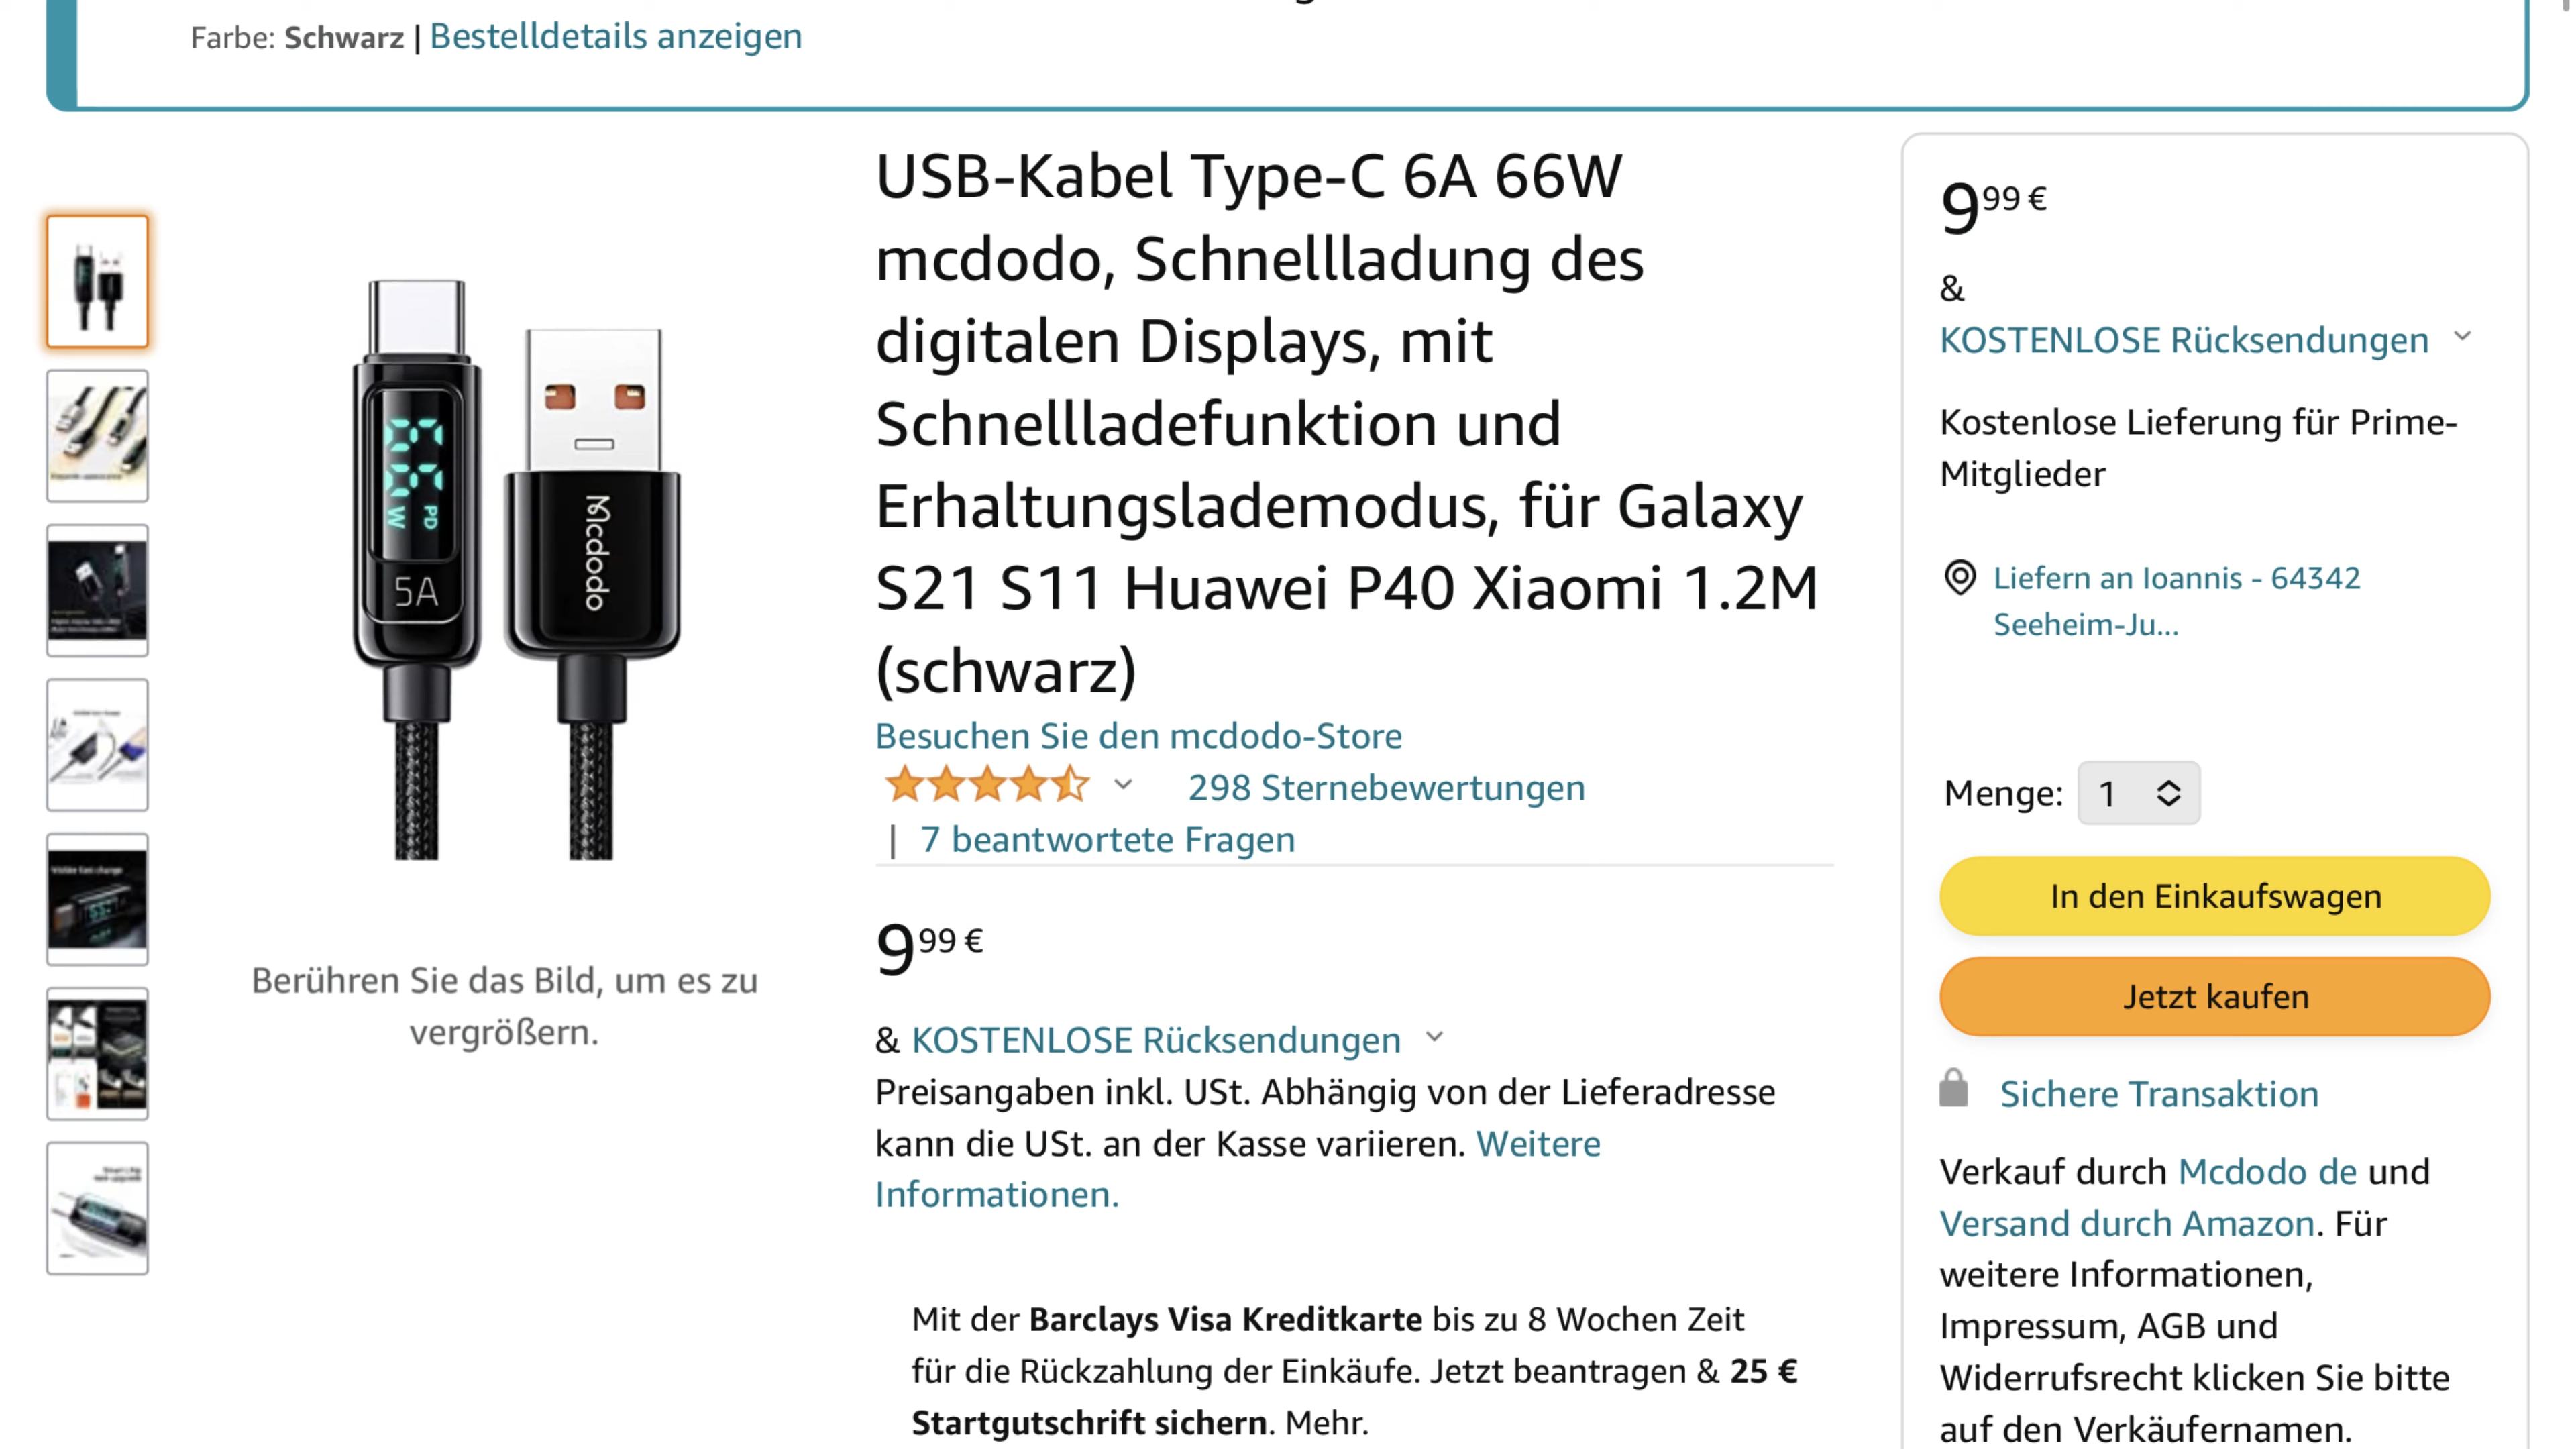 Farbe: Schwarz | Bestelldetails anzeigen
USB-Kabel Type-C 6A 66W
mcdodo, Schnellladung des
digitalen Displays, mit
Schnellladefunktion und
Erhaltungslademodus, für Galaxy
S21 S11 Huawei P40 Xiaomi 1.2M
(schwarz)
Besuchen Sie den mcdodo-Store
298 Sternebewertungen
| 7 beantwortete Fragen
9 99 €
& KOSTENLOSE Rücksendungen
Preisangaben inkl. USt. Abhängig von der Lieferadresse
kann die USt. an der Kasse variieren. Weitere
Informationen.
Mit der Barclays Visa Kreditkarte bis zu 8 Wochen Zeit
für die Rückzahlung der Einkäufe. Jetzt beantragen & 25 €
Startgutschrift sichern. Mehr.
66
W PD
5A
Mcdodo
Berühren Sie das Bild, um es zu
vergrößern.
9 99 €
&
KOSTENLOSE Rücksendungen
Kostenlose Lieferung für Prime-
Mitglieder
Liefern an Ioannis - 64342
Seeheim-Ju...
Menge: 1
In den Einkaufswagen
Jetzt kaufen
Sichere Transaktion
Verkauf durch Mcdodo de und
Versand durch Amazon. Für
weitere Informationen,
Impressum, AGB und
Widerrufsrecht klicken Sie bitte
auf den Verkäufernamen.